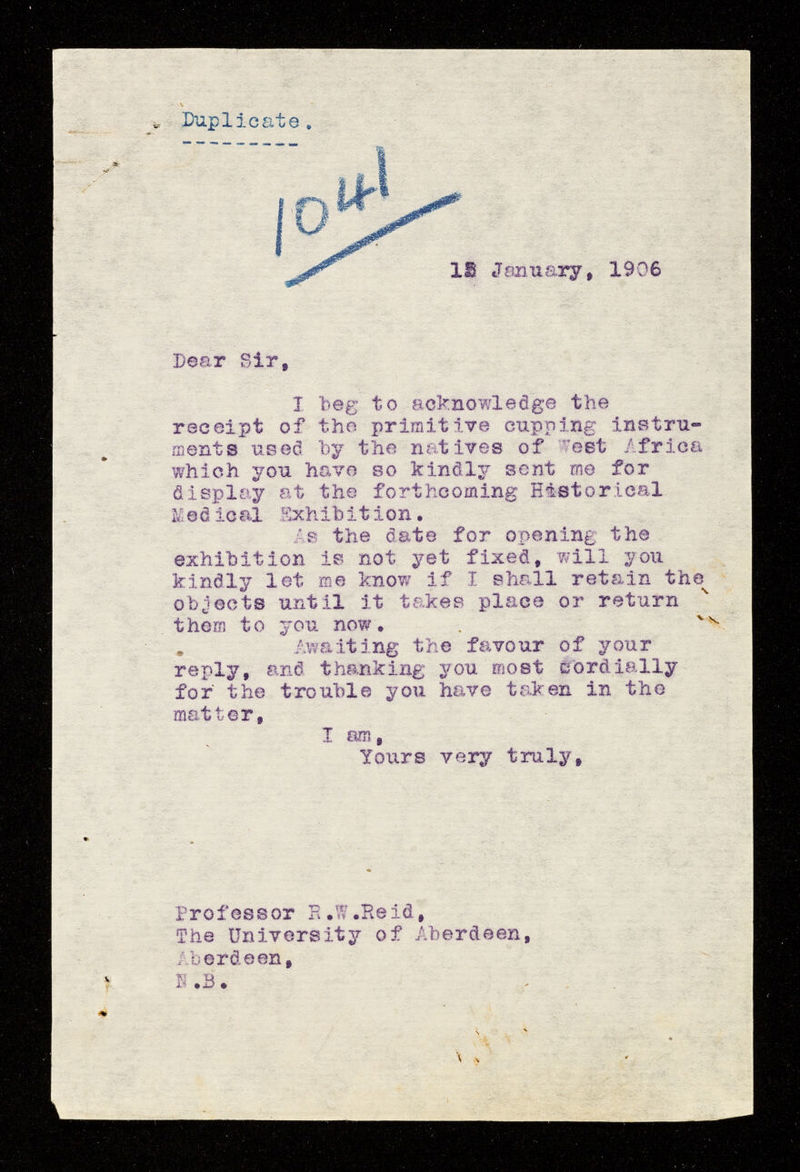 Duplicate.
1041
January, 1906
Dear Sir,
I beg to acknowledge the
receipt of the primitive cupping instru-
ments used by the natives of West Africa
which you have so kindly sent me for
display at the forthcoming Historical
Medical Exhibition.
As the date for opening the
exhibition is not yet fixed, will you
kindly let me know if I shall retain the
objects until it takes place or return
them to you now.
Awaiting the favour of your
reply, and thanking you most cordially
for the trouble you have taken in the
matter,
I am,
Yours very truly,
Professor R.W.Reid,
The University of Aberdeen,
Aberdeen,
N.B.